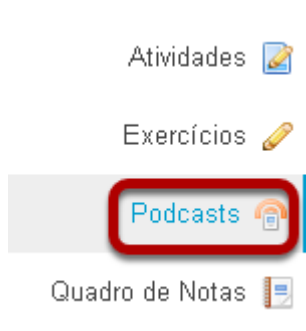 Atividades
Exercícios
Podcasts
Quadro de Notas